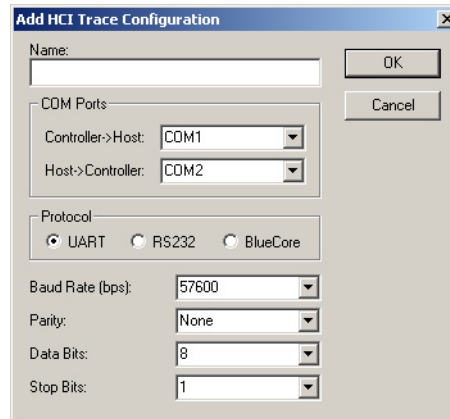 Add HCI Trace Configuration
Name:
OK
Cancel
COM Ports
Controller->Host: COM1
Host->Controller: COM2
Protocol
UART RS232 BlueCore
Baud Rate (bps): 57600
Parity: None
Data Bits: 8
Stop Bits: 1